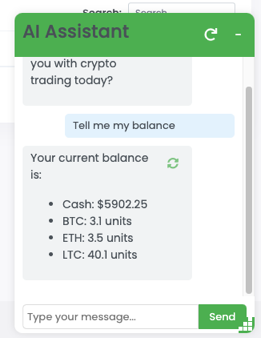 Search:
Search
AI Assistant
you with crypto
trading today?
Tell me my balance
Your current balance
is:
Cash: $5902.25
BTC: 3.1 units
ETH: 3.5 units
LTC: 40.1 units
Type your message...
Send